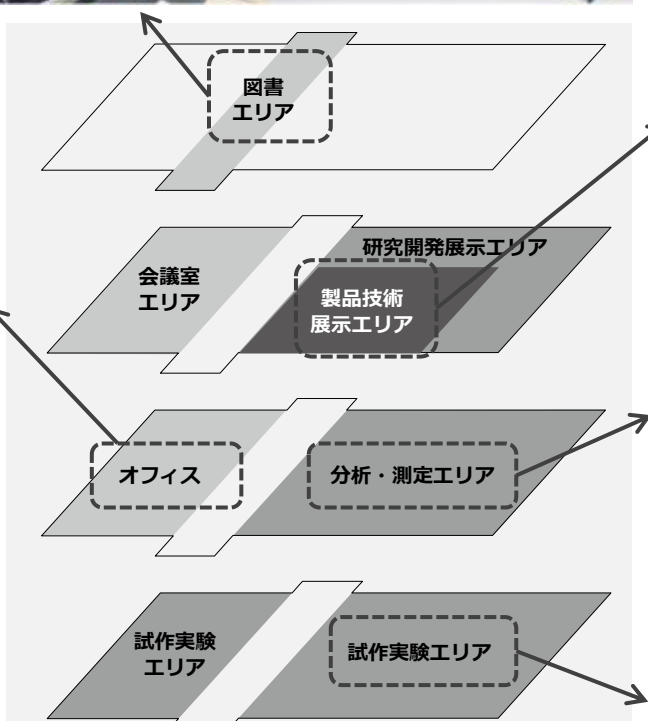 図書
エリア
研究開発展示エリア
会議室
エリア
製品技術
展示エリア
オフィス
分析・測定エリア
試作実験
エリア
試作実験エリア